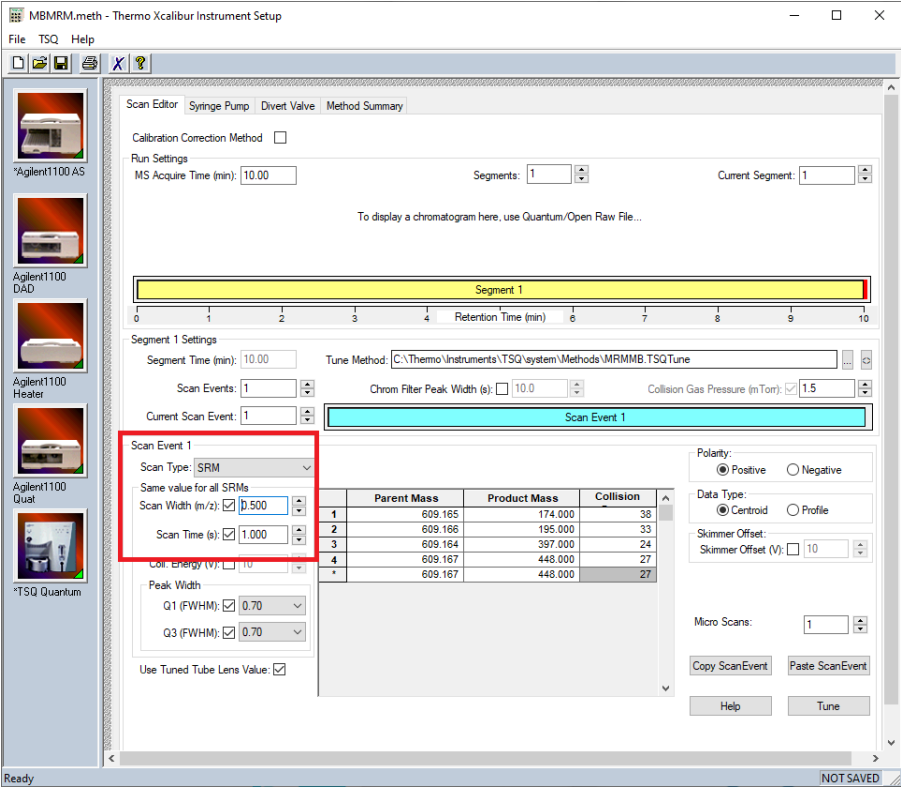 MBMRM.meth - Thermo Xcalibur Instrument Setup
File TSQ Help
*Agilent1100 AS
Agilent1100
DAD
Agilent1100
Heater
Agilent1100
Quat
*TSQ Quantum
Scan Editor Syringe Pump Divert Valve Method Summary
Calibration Correction Method
Run Settings
MS Acquire Time (min): 10.00 Segments: 1 Current Segment: 1
To display a chromatogram here, use Quantum/Open Raw File...
Segment 1
0 1 2 3 4 Retention Time (min) 6 7 8 9 10
Segment 1 Settings
Segment Time (min): 10.00 Tune Method: C:\Thermo\Instruments\TSQ\system\Methods\MRMMB.TSQTune ...
Scan Events: 1 Chrom Filter Peak Width (s): 10.0 Collision Gas Pressure (mTorr): 1.5
Current Scan Event: 1 Scan Event 1
Scan Event 1
Scan Type: SRM
Same value for all SRMs
Scan Width (m/z): 0.500
Scan Time (s): 1.000
Coll. Energy (V): 10
Peak Width
Q1 (FWHM): 0.70
Q3 (FWHM): 0.70
Use Tuned Tube Lens Value:
Parent Mass Product Mass Collision
1 609.165 174.000 38
2 609.166 195.000 33
3 609.164 397.000 24
4 609.167 448.000 27
* 609.167 448.000 27
Polarity:
Positive Negative
Data Type:
Centroid Profile
Skimmer Offset:
Skimmer Offset (V): 10
Micro Scans: 1
Copy ScanEvent Paste ScanEvent
Help Tune
Ready NOT SAVED